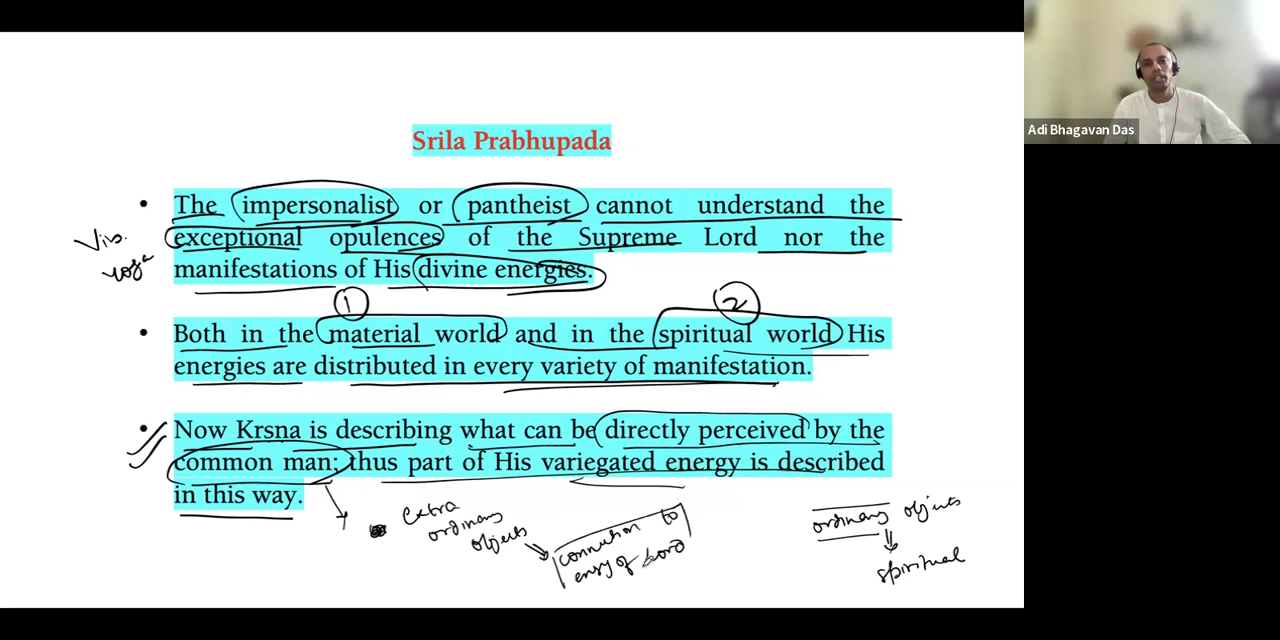 Srila Prabhupada
Adi Bhagavan Das
• The impersonalist or pantheist cannot understand the
exceptional opulences of the Supreme Lord nor the
manifestations of His divine energies.
Vib.
yoga
1
2
• Both in the material world and in the spiritual world His
energies are distributed in every variety of manifestation.
• Now Krsna is describing what can be directly perceived by the
common man; thus part of His variegated energy is described
in this way.
extra
ordinary
objects
connection to
energy of Lord
ordinary objects
spiritual